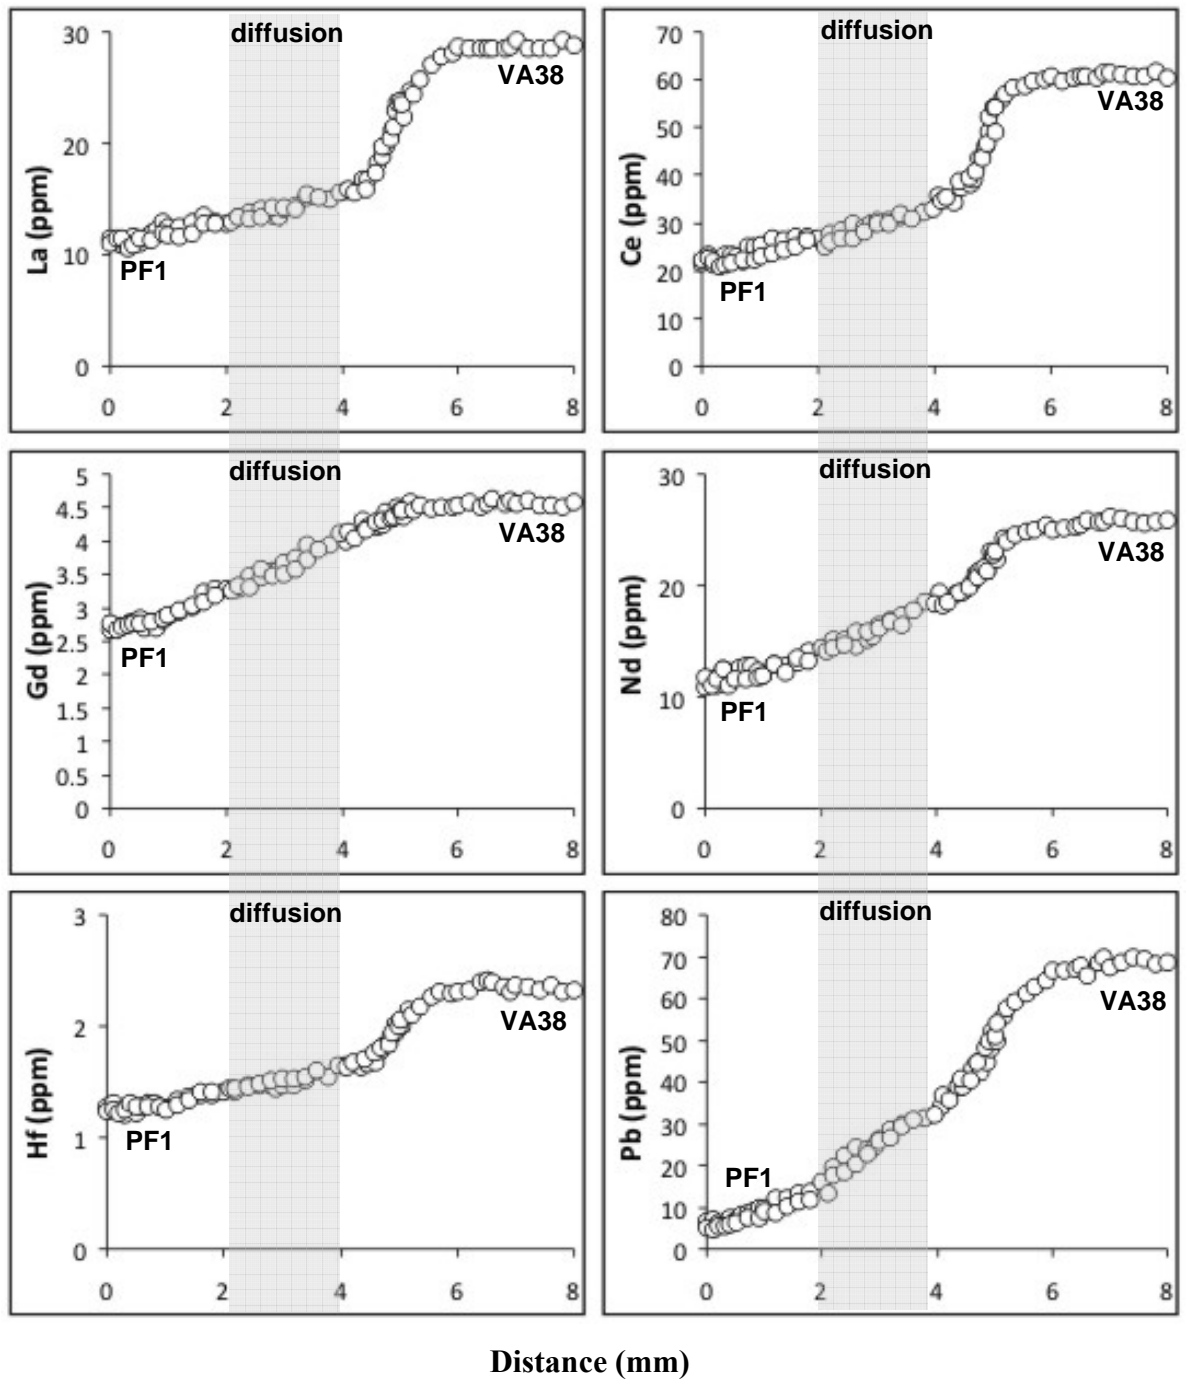 diffusion
30
20
10
0
La (ppm)
VA38
PF1
0 2 4 6 8
diffusion
70
60
50
40
30
20
10
0
Ce (ppm)
VA38
PF1
0 2 4 6 8
diffusion
5
4.5
4
3.5
3
2.5
2
1.5
1
0.5
0
Gd (ppm)
VA38
PF1
0 2 4 6 8
diffusion
30
20
10
0
Nd (ppm)
VA38
PF1
0 2 4 6 8
diffusion
3
2
1
0
Hf (ppm)
VA38
PF1
0 2 4 6 8
diffusion
80
70
60
50
40
30
20
10
0
Pb (ppm)
VA38
PF1
0 2 4 6 8
Distance (mm)